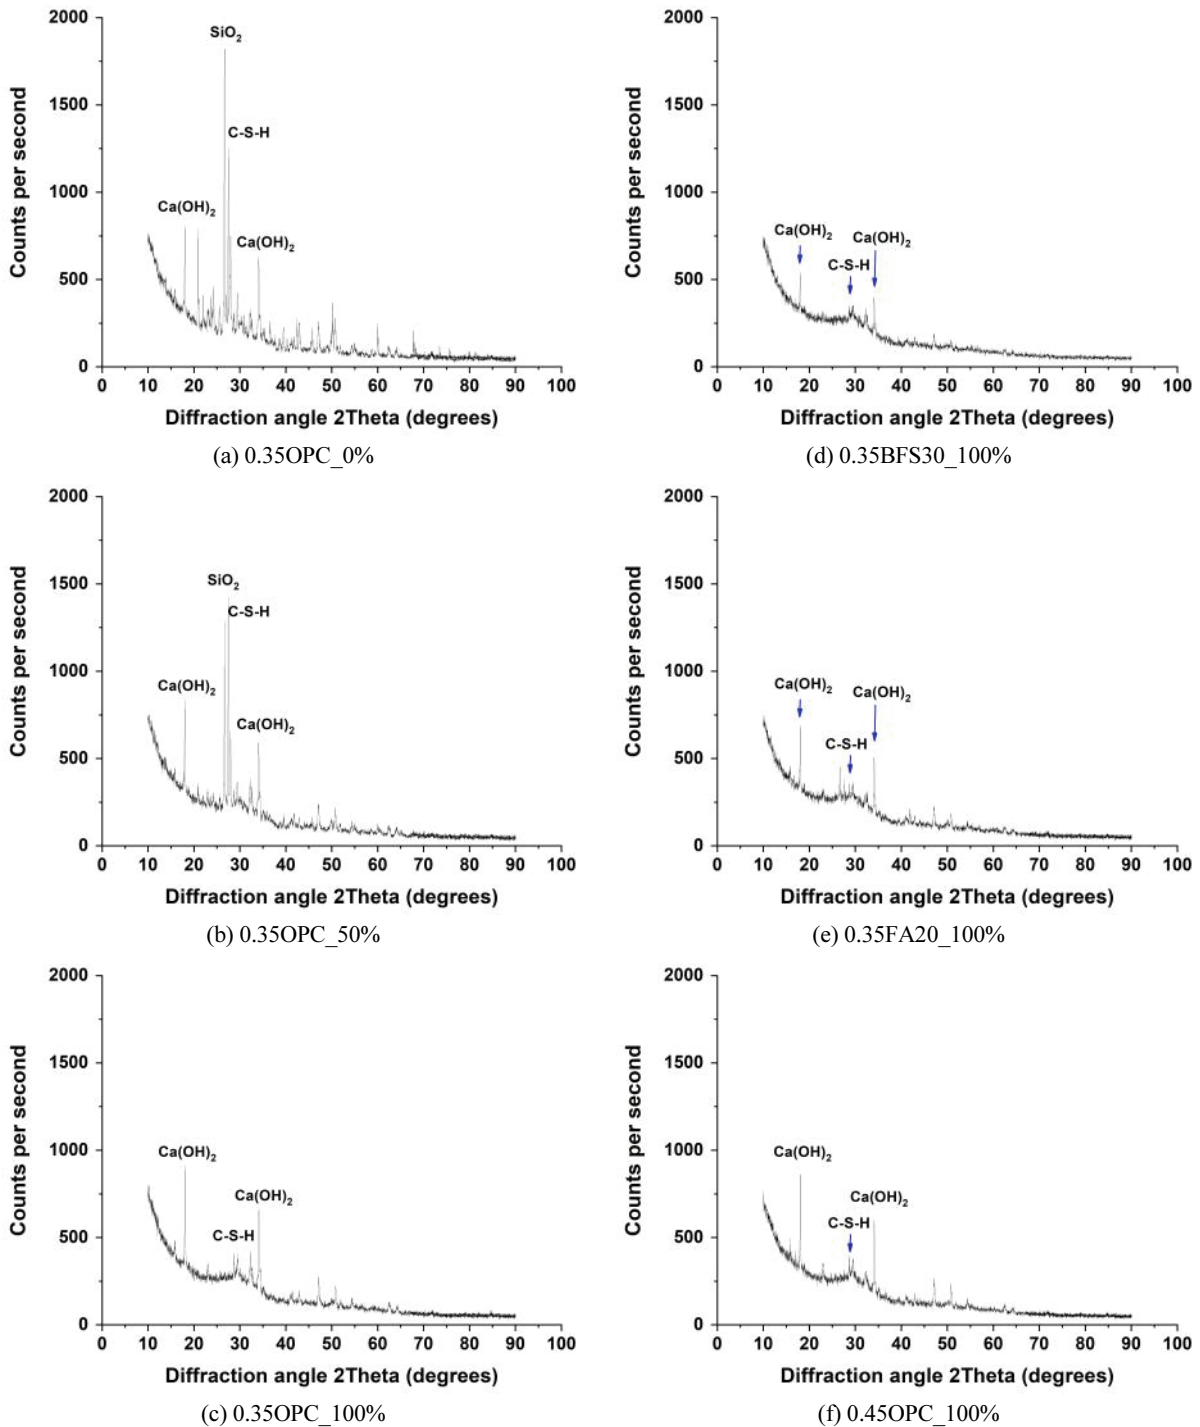 2000
1500
1000
500
0
Counts per second
SiO2
C-S-H
Ca(OH)2
Ca(OH)2
0 10 20 30 40 50 60 70 80 90 100
Diffraction angle 2Theta (degrees)
(a) 0.35OPC_0%
2000
1500
1000
500
0
Counts per second
Ca(OH)2
Ca(OH)2
C-S-H
0 10 20 30 40 50 60 70 80 90 100
Diffraction angle 2Theta (degrees)
(d) 0.35BFS30_100%
2000
1500
1000
500
0
Counts per second
SiO2
C-S-H
Ca(OH)2
Ca(OH)2
0 10 20 30 40 50 60 70 80 90 100
Diffraction angle 2Theta (degrees)
(b) 0.35OPC_50%
2000
1500
1000
500
0
Counts per second
Ca(OH)2
Ca(OH)2
C-S-H
0 10 20 30 40 50 60 70 80 90 100
Diffraction angle 2Theta (degrees)
(e) 0.35FA20_100%
2000
1500
1000
500
0
Counts per second
Ca(OH)2
Ca(OH)2
C-S-H
0 10 20 30 40 50 60 70 80 90 100
Diffraction angle 2Theta (degrees)
(c) 0.35OPC_100%
2000
1500
1000
500
0
Counts per second
Ca(OH)2
Ca(OH)2
C-S-H
0 10 20 30 40 50 60 70 80 90 100
Diffraction angle 2Theta (degrees)
(f) 0.45OPC_100%